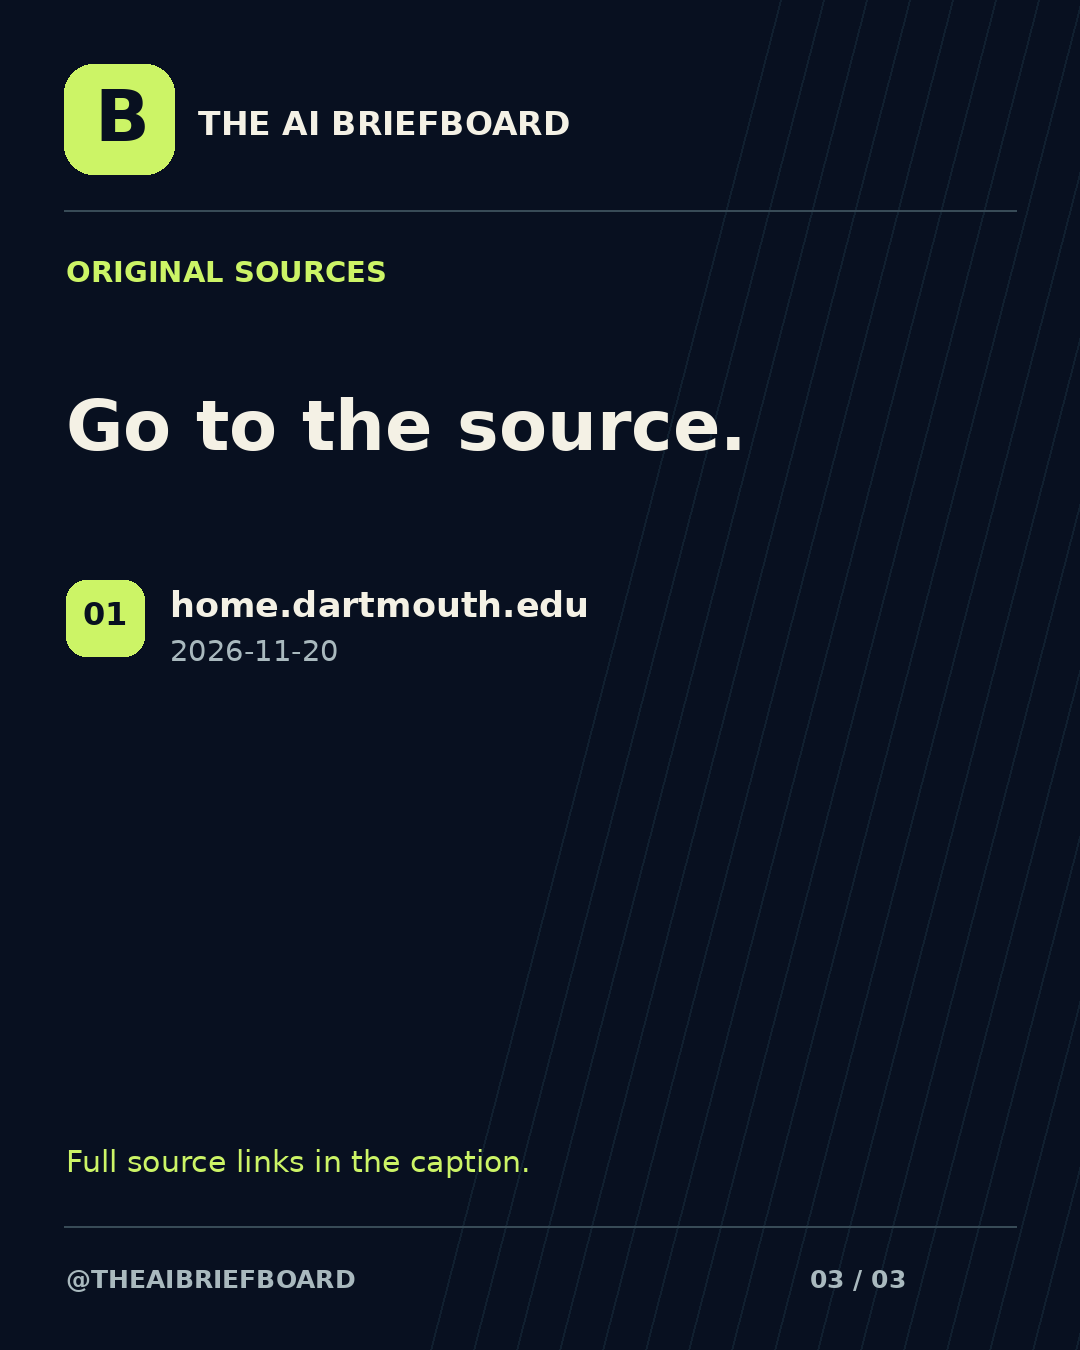 B
THE AI BRIEFBOARD
ORIGINAL SOURCES
Go to the source.
01
home.dartmouth.edu
2026-11-20
Full source links in the caption.
@THEAIBRIEFBOARD
03 / 03